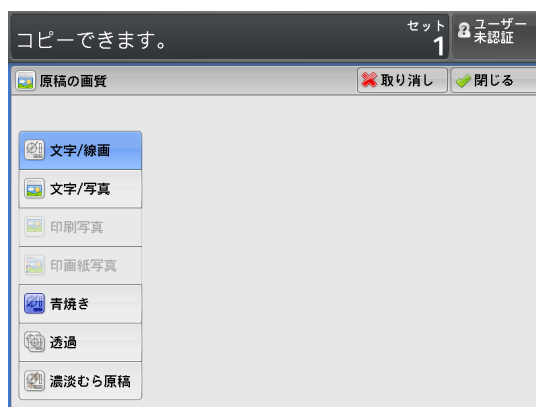 コピーできます。
セット
1
ユーザー
未認証
原稿の画質
取り消し
閉じる
文字/線画
文字/写真
印刷写真
印画紙写真
青焼き
透過
濃淡むら原稿